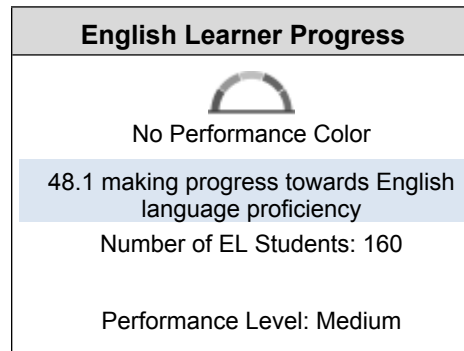 English Learner Progress
No Performance Color
48.1 making progress towards English
language proficiency
Number of EL Students: 160
Performance Level: Medium